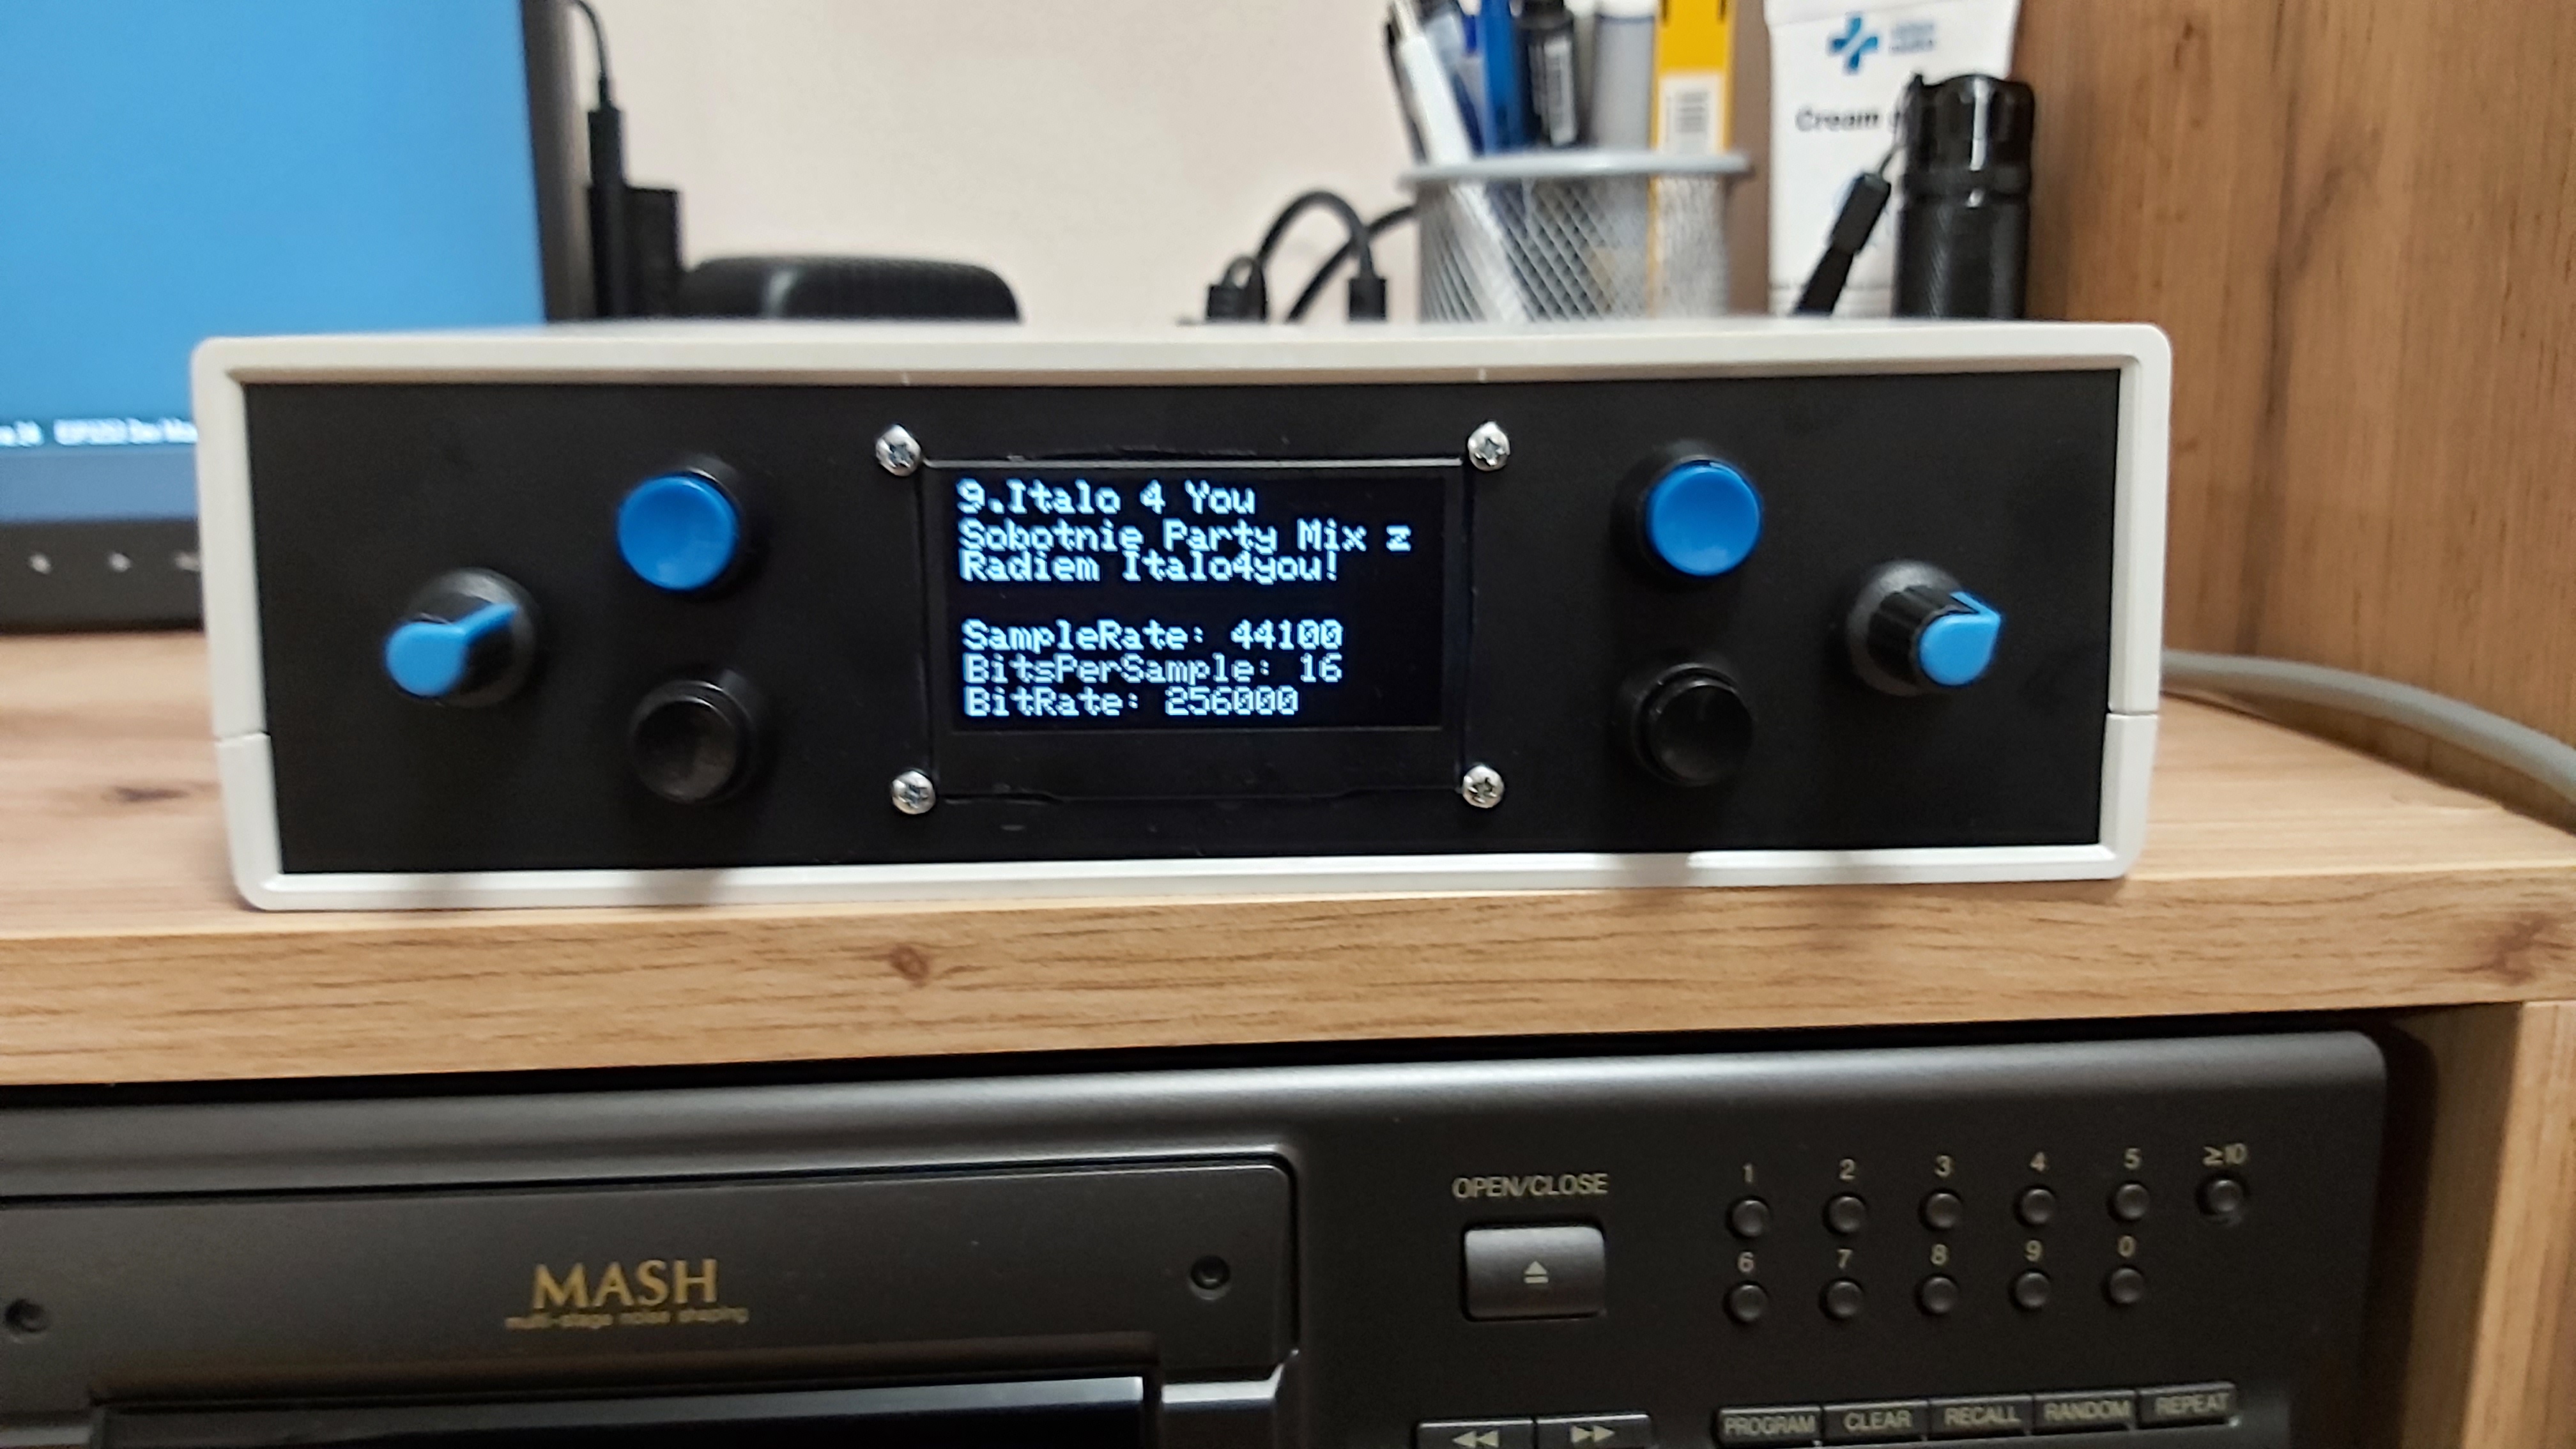 Cream
9.Italo 4 You
Sobotnie Party Mix z
Radiem Italo4you!
SampleRate: 44100
BitsPerSample: 16
BitRate: 256000
OPEN/CLOSE
1 2 3 4 5 ≥10
6 7 8 9 0
MASH
multi-stage noise shaping
PROGRAM CLEAR RECALL RANDOM REPEAT